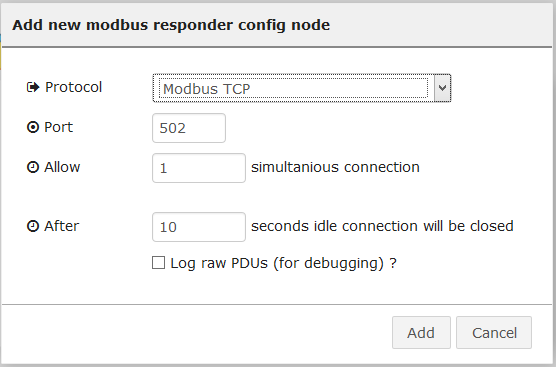 Add new modbus responder config node
Protocol Modbus TCP
Port 502
Allow 1 simultanious connection
After 10 seconds idle connection will be closed
Log raw PDUs (for debugging) ?
Add Cancel